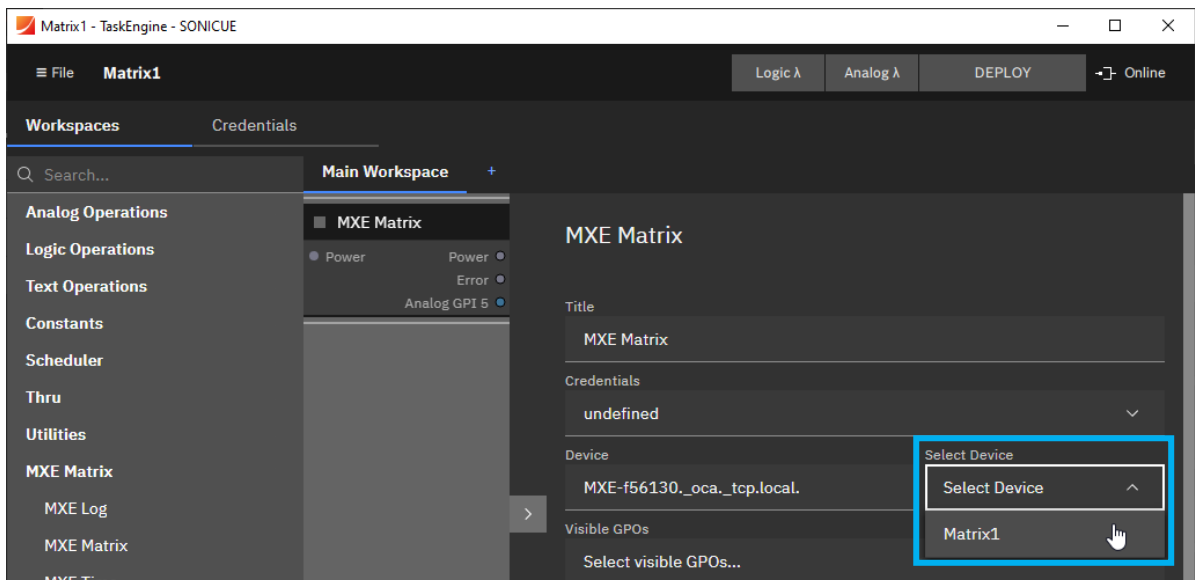 Matrix1 - TaskEngine - SONICUE
≡ File Matrix1 Logic λ Analog λ DEPLOY Online
Workspaces Credentials
Search...
Main Workspace +
Analog Operations
Logic Operations
Text Operations
Constants
Scheduler
Thru
Utilities
MXE Matrix
MXE Log
MXE Matrix
MXE Matrix
Power Power
Error
Analog GPI 5
MXE Matrix
Title
MXE Matrix
Credentials
undefined
Device
MXE-f56130._oca._tcp.local.
Select Device
Select Device
Matrix1
Visible GPOs
Select visible GPOs...